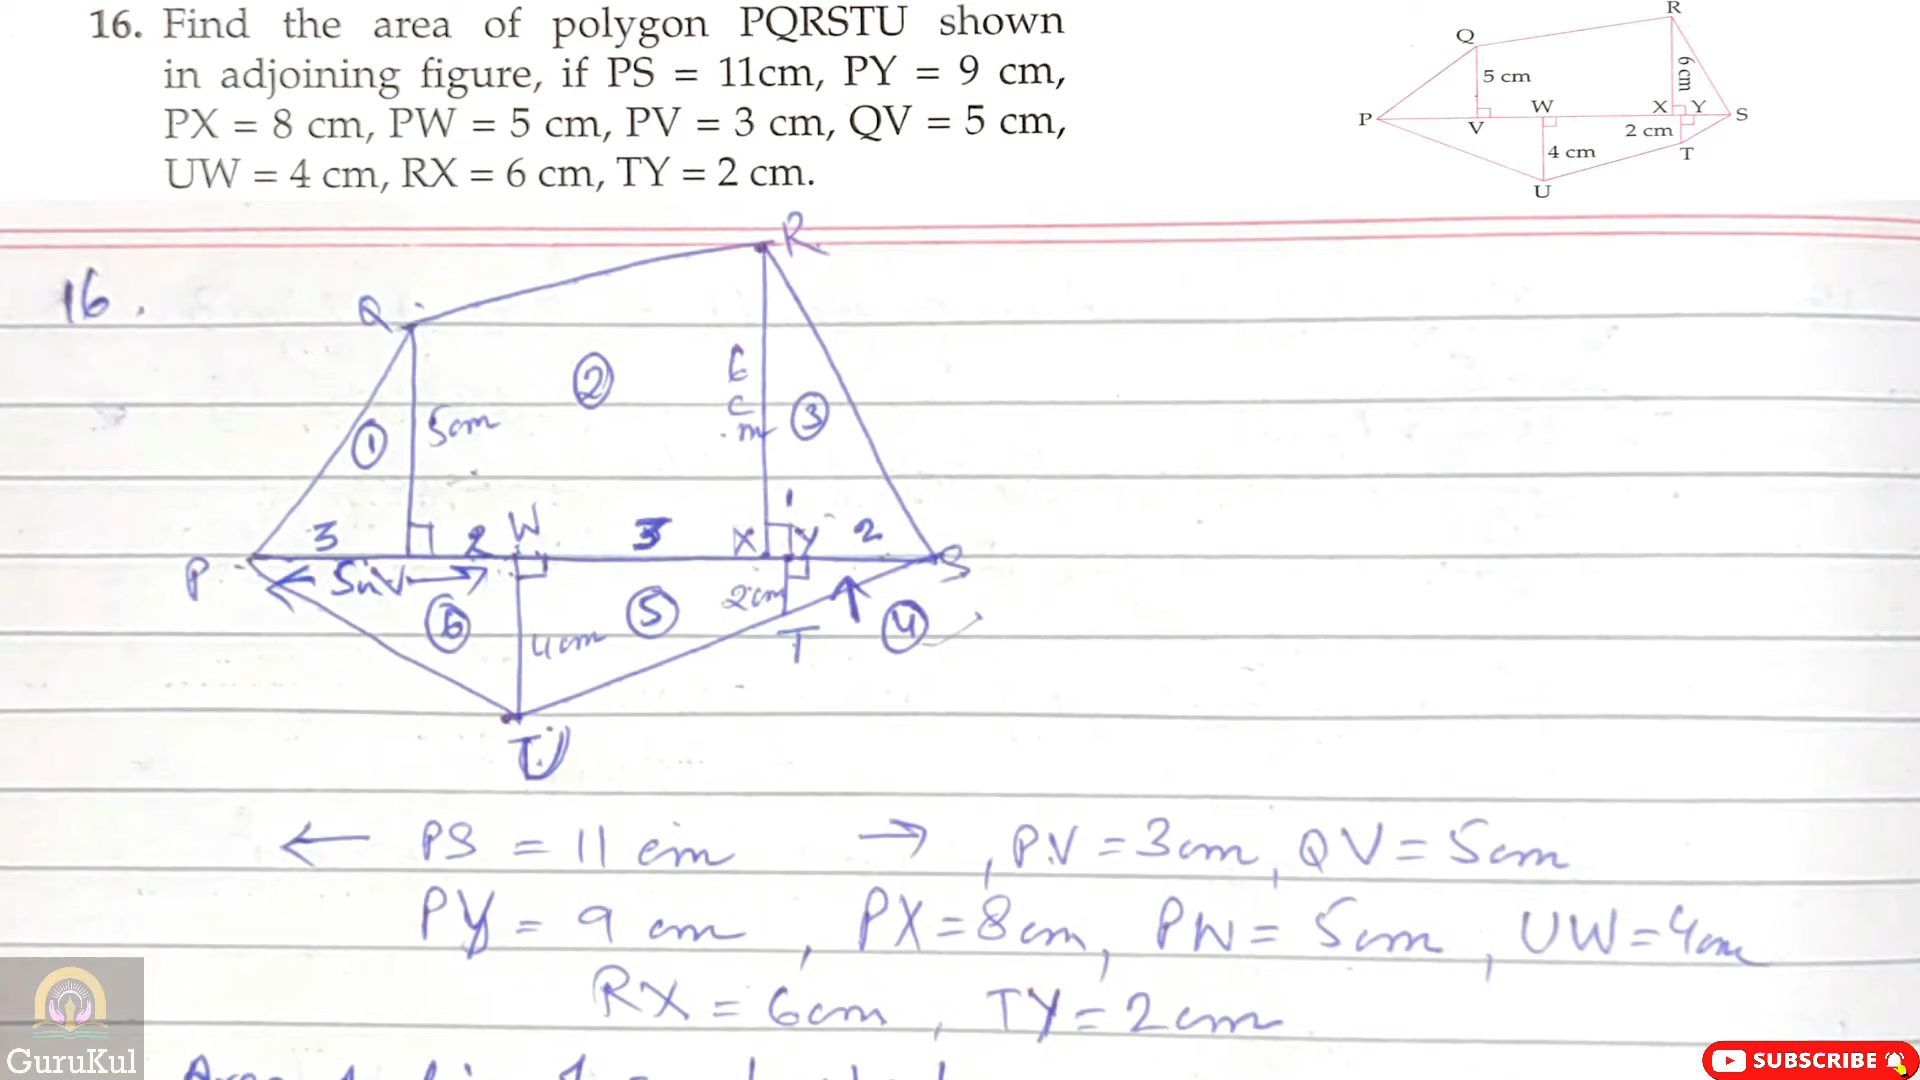 16. Find the area of polygon PQRSTU shown
in adjoining figure, if PS = 11cm, PY = 9 cm,
PX = 8 cm, PW = 5 cm, PV = 3 cm, QV = 5 cm,
UW = 4 cm, RX = 6 cm, TY = 2 cm.
R
Q
5 cm
6 cm
P
V
W
X
Y
S
2 cm
4 cm
T
U
16.
R
Q
2
6
c
m
3
1
5cm
3
2
W
3
X
1
Y
2
P
S
6
5
2cm
4
4cm
T
U
← PS = 11 cm → , PV = 3cm, QV = 5cm
PY = 9 cm , PX = 8cm, PW = 5cm , UW = 4cm
RX = 6cm , TY = 2cm
GuruKul
SUBSCRIBE